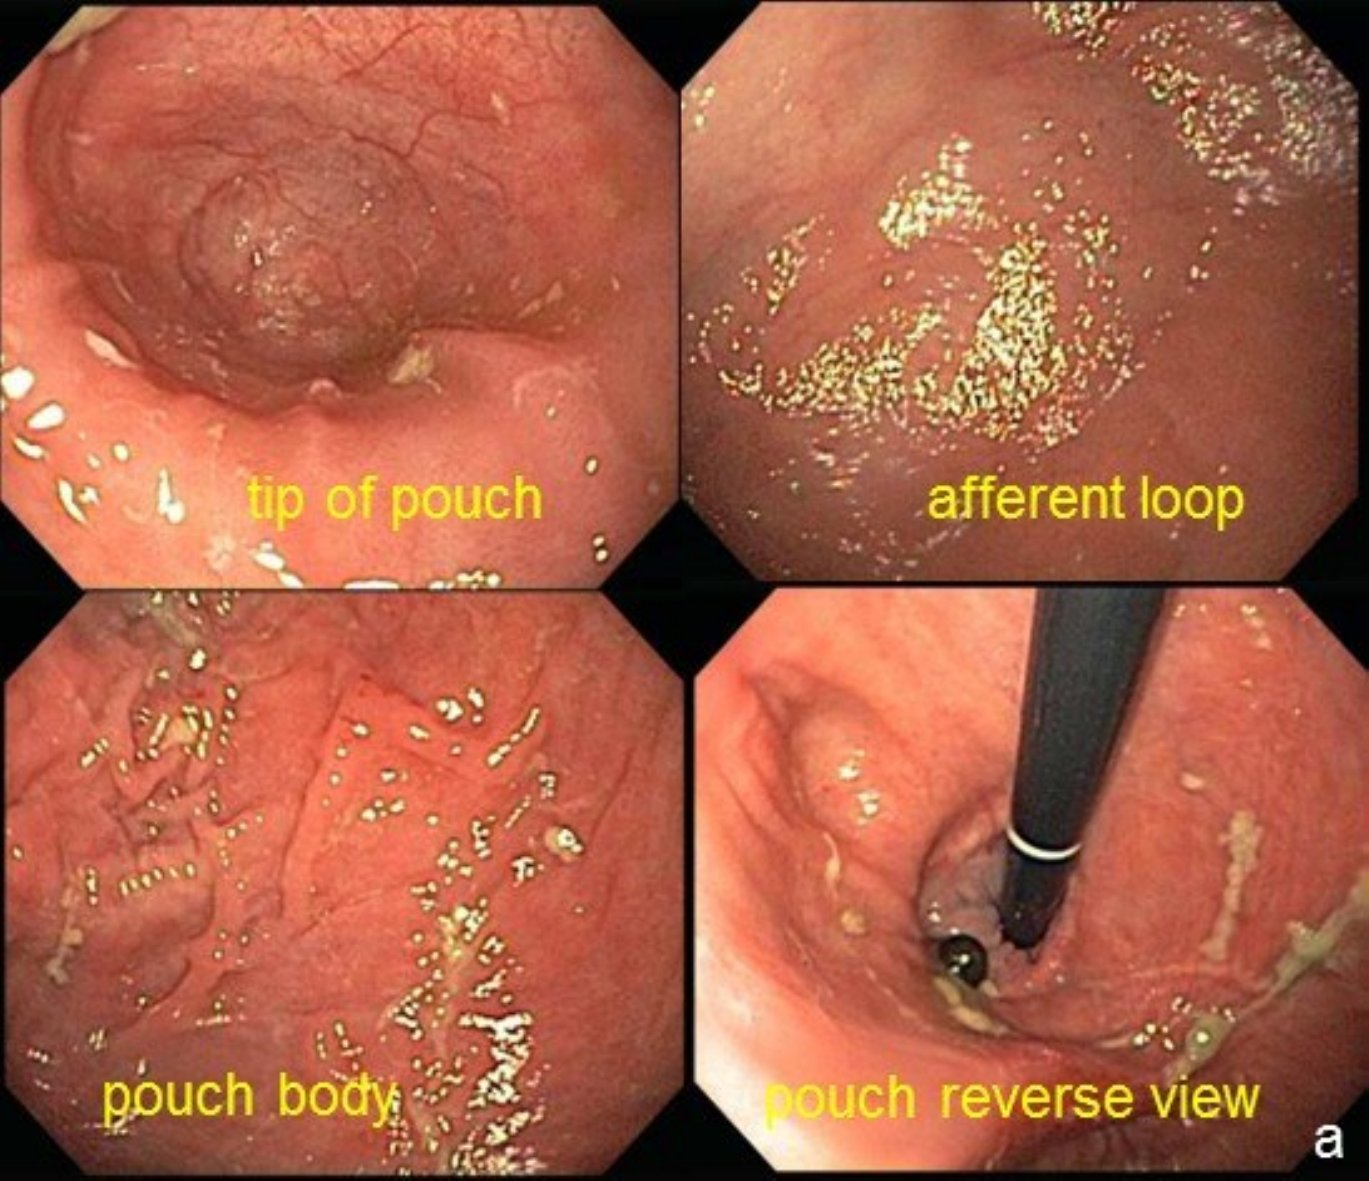 tip of pouch
afferent loop
pouch body
pouch reverse view
a